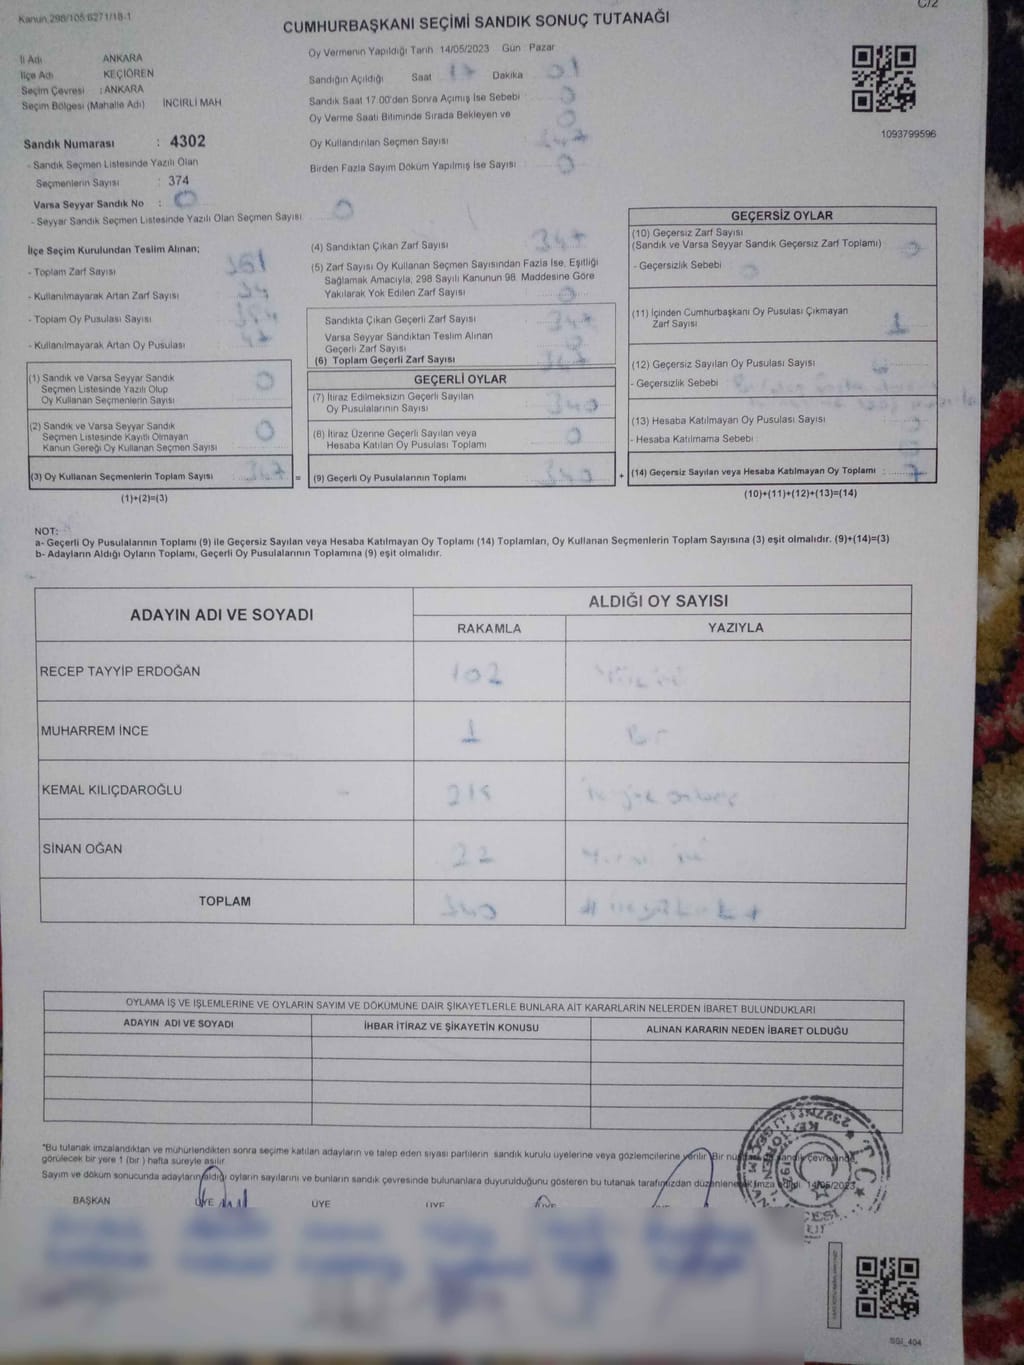 Kanun.298/105.6271/18-1
C/2
CUMHURBAŞKANI SEÇİMİ SANDIK SONUÇ TUTANAĞI
İl Adı ANKARA
İlçe Adı KEÇİÖREN
Seçim Çevresi : ANKARA
Seçim Bölgesi (Mahalle Adı) İNCİRLİ MAH
Sandık Numarası : 4302
- Sandık Seçmen Listesinde Yazılı Olan
Seçmenlerin Sayısı : 374
Varsa Seyyar Sandık No : 0
- Seyyar Sandık Seçmen Listesinde Yazılı Olan Seçmen Sayısı 0
Oy Vermenin Yapıldığı Tarih 14/05/2023 Gün Pazar
Sandığın Açıldığı Saat 17 Dakika 01
Sandık Saat 17.00'den Sonra Açımış İse Sebebi 0
Oy Verme Saati Bitiminde Sırada Bekleyen ve 0
Oy Kullandırılan Seçmen Sayısı 347
Birden Fazla Sayım Döküm Yapılmış İse Sayısı 0
1093799596
İlçe Seçim Kurulundan Teslim Alınan;
- Toplam Zarf Sayısı
- Kullanılmayarak Artan Zarf Sayısı
- Toplam Oy Pusulası Sayısı
- Kullanılmayarak Artan Oy Pusulası
(1) Sandık ve Varsa Seyyar Sandık
Seçmen Listesinde Yazılı Olup
Oy Kullanan Seçmenlerin Sayısı 0
(2) Sandık ve Varsa Seyyar Sandık
Seçmen Listesinde Kayıtlı Olmayan
Kanun Gereği Oy Kullanan Seçmen Sayısı 0
(3) Oy Kullanan Seçmenlerin Toplam Sayısı 347 =
(1)+(2)=(3)
(4) Sandıktan Çıkan Zarf Sayısı 347
(5) Zarf Sayısı Oy Kullanan Seçmen Sayısından Fazla İse, Eşitliği
Sağlamak Amacıyla, 298 Sayılı Kanunun 98. Maddesine Göre
Yakılarak Yok Edilen Zarf Sayısı 0
Sandıkta Çıkan Geçerli Zarf Sayısı 347
Varsa Seyyar Sandıktan Teslim Alınan
Geçerli Zarf Sayısı
(6) Toplam Geçerli Zarf Sayısı 347
GEÇERLİ OYLAR
(7) İtiraz Edilmeksizin Geçerli Sayılan
Oy Pusulalarının Sayısı 340
(8) İtiraz Üzerine Geçerli Sayılan veya
Hesaba Katılan Oy Pusulası Toplamı 0
(9) Geçerli Oy Pusulalarının Toplamı 340 +
GEÇERSİZ OYLAR
(10) Geçersiz Zarf Sayısı
(Sandık ve Varsa Seyyar Sandık Geçersiz Zarf Toplamı)
- Geçersizlik Sebebi
(11) İçinden Cumhurbaşkanı Oy Pusulası Çıkmayan
Zarf Sayısı 1
(12) Geçersiz Sayılan Oy Pusulası Sayısı
- Geçersizlik Sebebi
(13) Hesaba Katılmayan Oy Pusulası Sayısı
- Hesaba Katılmama Sebebi
(14) Geçersiz Sayılan veya Hesaba Katılmayan Oy Toplamı : 7
(10)+(11)+(12)+(13)=(14)
NOT:
a- Geçerli Oy Pusulalarının Toplamı (9) ile Geçersiz Sayılan veya Hesaba Katılmayan Oy Toplamı (14) Toplamları, Oy Kullanan Seçmenlerin Toplam Sayısına (3) eşit olmalıdır. (9)+(14)=(3)
b- Adayların Aldığı Oyların Toplamı, Geçerli Oy Pusulalarının Toplamına (9) eşit olmalıdır.
ADAYIN ADI VE SOYADI
ALDIĞI OY SAYISI
RAKAMLA YAZIYLA
RECEP TAYYİP ERDOĞAN 102 Yüz iki
MUHARREM İNCE 1 Bir
KEMAL KILIÇDAROĞLU 215 iki yüz onbeş
SİNAN OĞAN 22 Yirmi iki
TOPLAM 340
OYLAMA İŞ VE İŞLEMLERİNE VE OYLARIN SAYIM VE DÖKÜMÜNE DAİR ŞİKAYETLERLE BUNLARA AİT KARARLARIN NELERDEN İBARET BULUNDUKLARI
ADAYIN ADI VE SOYADI İHBAR İTİRAZ VE ŞİKAYETİN KONUSU ALINAN KARARIN NEDEN İBARET OLDUĞU
*Bu tutanak imzalandıktan ve mühürlendikten sonra seçime katılan adayların ve talep eden siyasi partilerin sandık kurulu üyelerine veya gözlemcilerine verilir. Bir sandık çevresinde
görülecek bir yere 1 (bir) hafta süreyle asılır.
Sayım ve döküm sonucunda adayların aldığı oyların sayılarını ve bunların sandık çevresinde bulunanlara duyurulduğunu gösteren bu tutanak tarafımızdan düzenlenerek imza edildi. 14/05/2023
BAŞKAN ÜYE ÜYE ÜYE ÜYE
T.C.